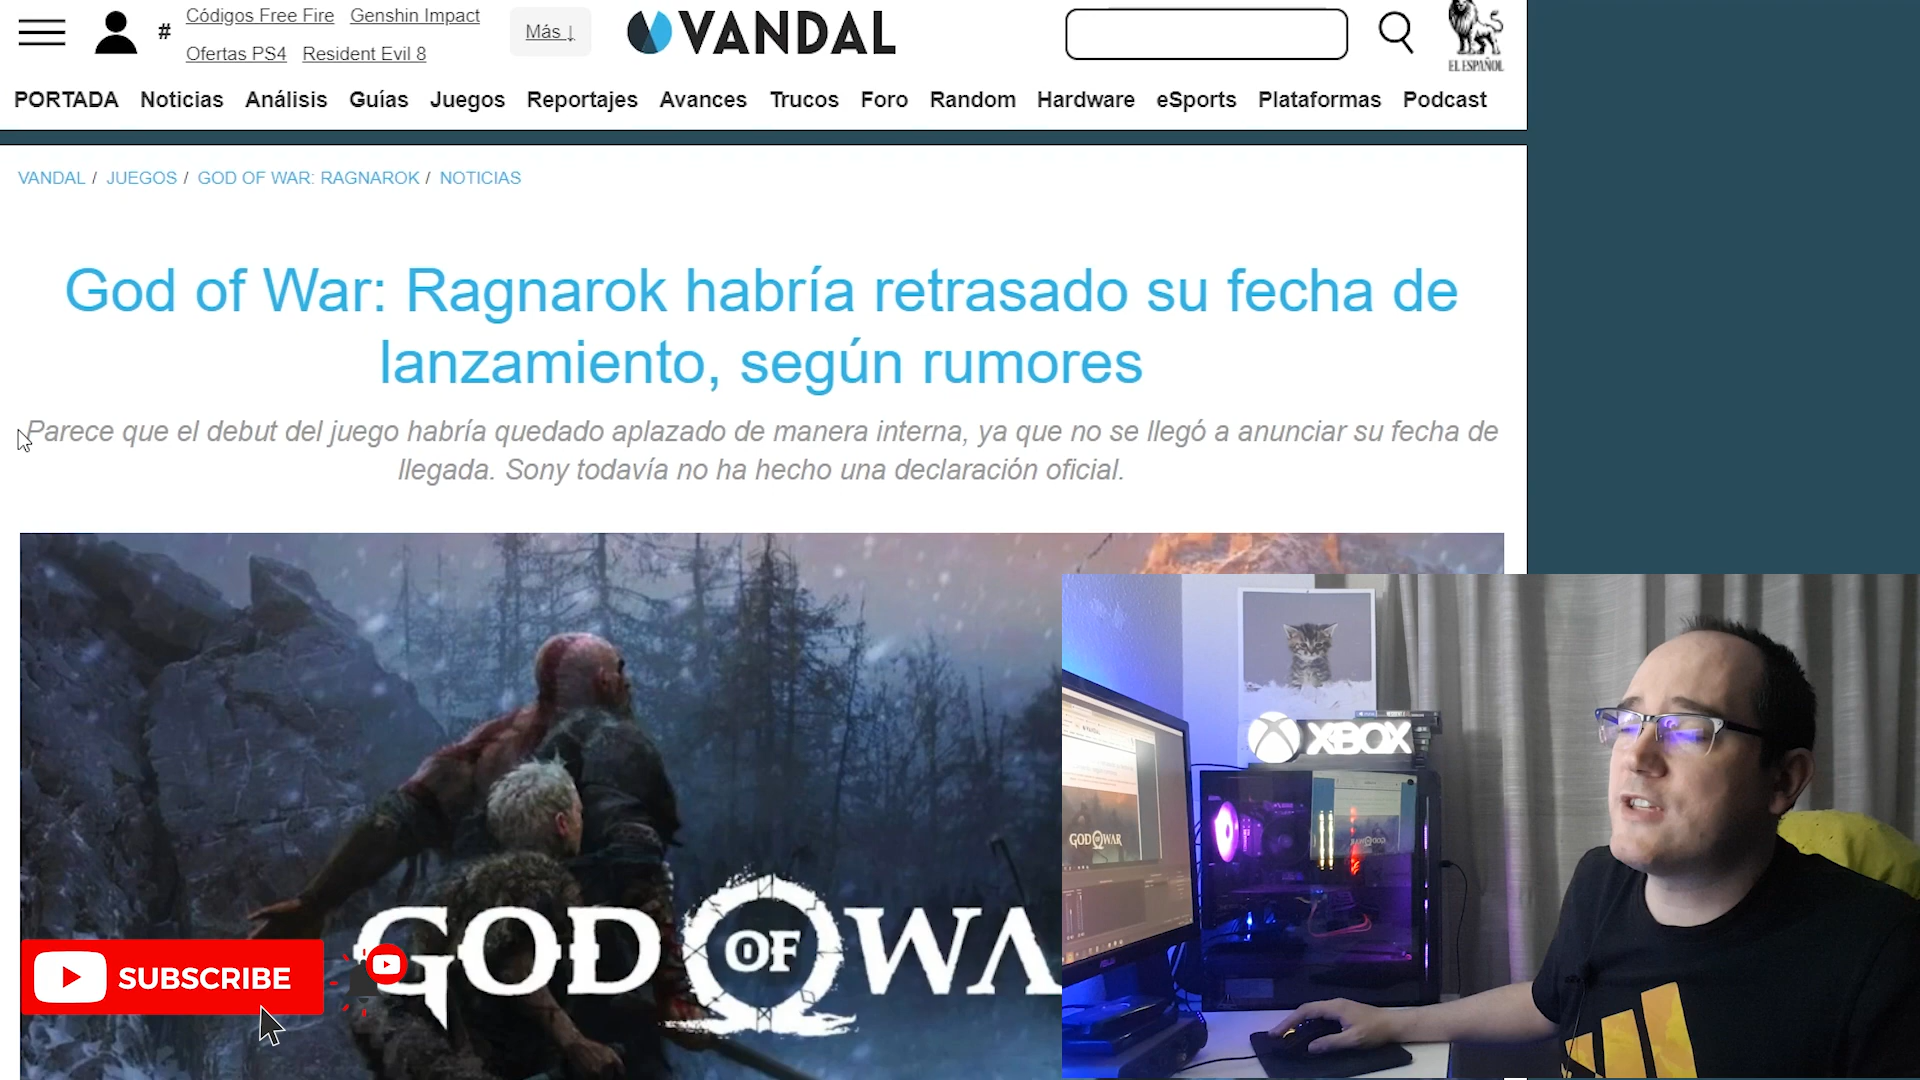 # Códigos Free Fire Genshin Impact
Ofertas PS4 Resident Evil 8
Más ↓
VANDAL
EL ESPAÑOL
PORTADA Noticias Análisis Guías Juegos Reportajes Avances Trucos Foro Random Hardware eSports Plataformas Podcast
VANDAL / JUEGOS / GOD OF WAR: RAGNAROK / NOTICIAS
God of War: Ragnarok habría retrasado su fecha de
lanzamiento, según rumores
Parece que el debut del juego habría quedado aplazado de manera interna, ya que no se llegó a anunciar su fecha de
llegada. Sony todavía no ha hecho una declaración oficial.
GOD OF WA
SUBSCRIBE
XBOX
GOD OF WAR